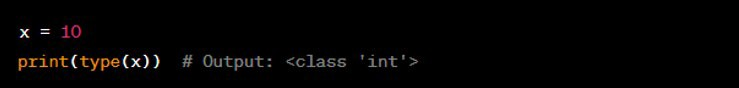 x = 10
print(type(x))  # Output: <class 'int'>